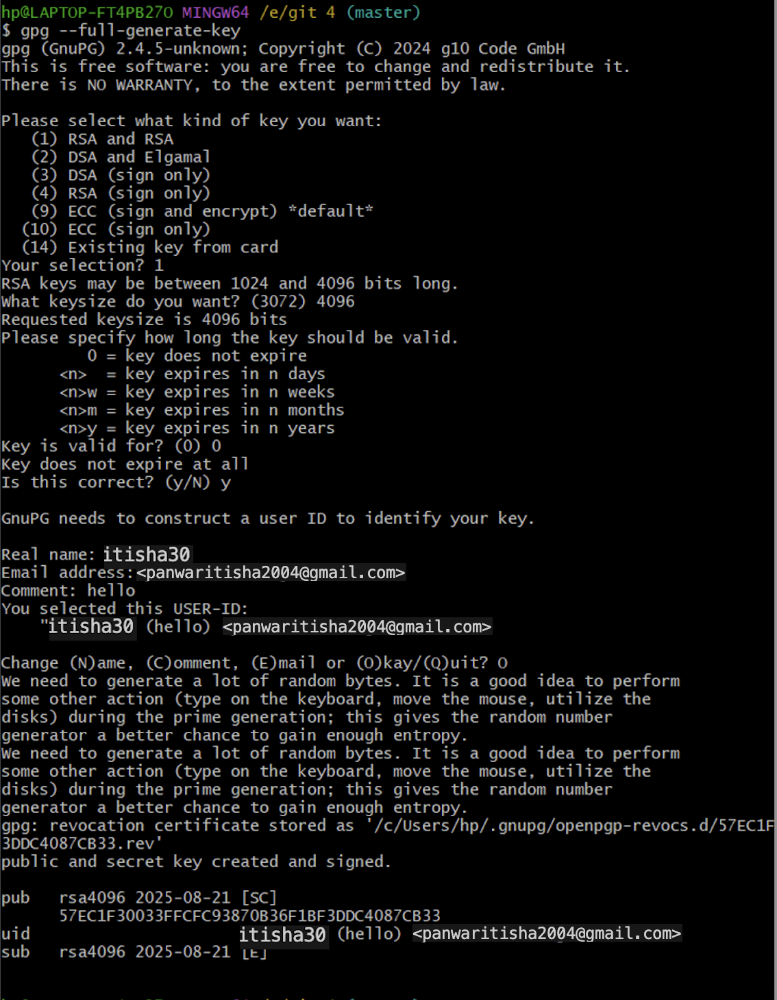 hp@LAPTOP-FT4PB27O MINGW64 /e/git 4 (master)
$ gpg --full-generate-key
gpg (GnuPG) 2.4.5-unknown; Copyright (C) 2024 g10 Code GmbH
This is free software: you are free to change and redistribute it.
There is NO WARRANTY, to the extent permitted by law.

Please select what kind of key you want:
   (1) RSA and RSA
   (2) DSA and Elgamal
   (3) DSA (sign only)
   (4) RSA (sign only)
   (9) ECC (sign and encrypt) *default*
  (10) ECC (sign only)
  (14) Existing key from card
Your selection? 1
RSA keys may be between 1024 and 4096 bits long.
What keysize do you want? (3072) 4096
Requested keysize is 4096 bits
Please specify how long the key should be valid.
         0 = key does not expire
      <n>  = key expires in n days
      <n>w = key expires in n weeks
      <n>m = key expires in n months
      <n>y = key expires in n years
Key is valid for? (0) 0
Key does not expire at all
Is this correct? (y/N) y

GnuPG needs to construct a user ID to identify your key.

Real name: itisha30
Email address: <panwaritisha2004@gmail.com>
Comment: hello
You selected this USER-ID:
    "itisha30 (hello) <panwaritisha2004@gmail.com>

Change (N)ame, (C)omment, (E)mail or (O)kay/(Q)uit? O
We need to generate a lot of random bytes. It is a good idea to perform
some other action (type on the keyboard, move the mouse, utilize the
disks) during the prime generation; this gives the random number
generator a better chance to gain enough entropy.
We need to generate a lot of random bytes. It is a good idea to perform
some other action (type on the keyboard, move the mouse, utilize the
disks) during the prime generation; this gives the random number
generator a better chance to gain enough entropy.
gpg: revocation certificate stored as '/c/Users/hp/.gnupg/openpgp-revocs.d/57EC1F
3DDC4087CB33.rev'
public and secret key created and signed.

pub   rsa4096 2025-08-21 [SC]
      57EC1F30033FFCFC93870B36F1BF3DDC4087CB33
uid                      itisha30 (hello) <panwaritisha2004@gmail.com>
sub   rsa4096 2025-08-21 [E]